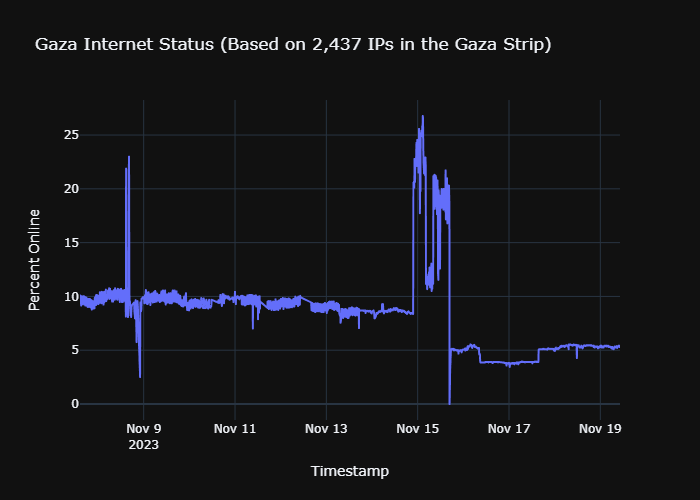 Gaza Internet Status (Based on 2,437 IPs in the Gaza Strip)
Percent Online
25
20
15
10
5
0
Nov 9
2023
Nov 11
Nov 13
Nov 15
Nov 17
Nov 19
Timestamp